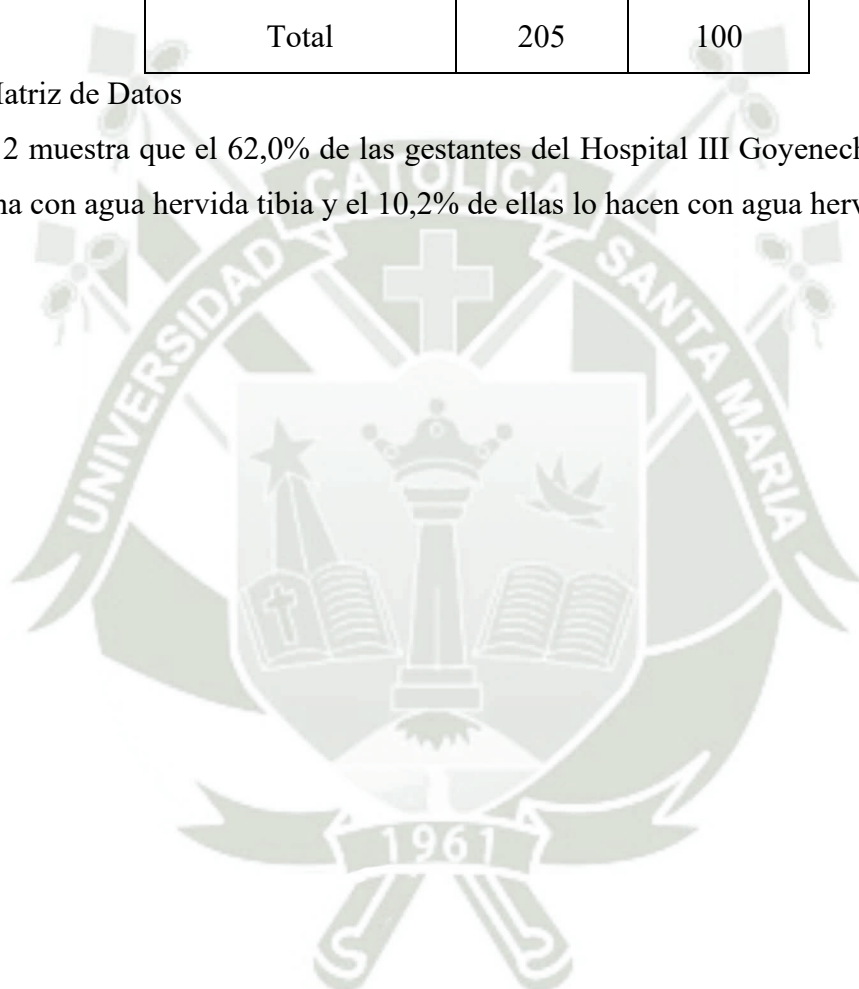 Total 205 100
Matriz de Datos
2 muestra que el 62,0% de las gestantes del Hospital III Goyenech
na con agua hervida tibia y el 10,2% de ellas lo hacen con agua herv
UNIVERSIDAD CATOLICA SANTA MARIA
1961